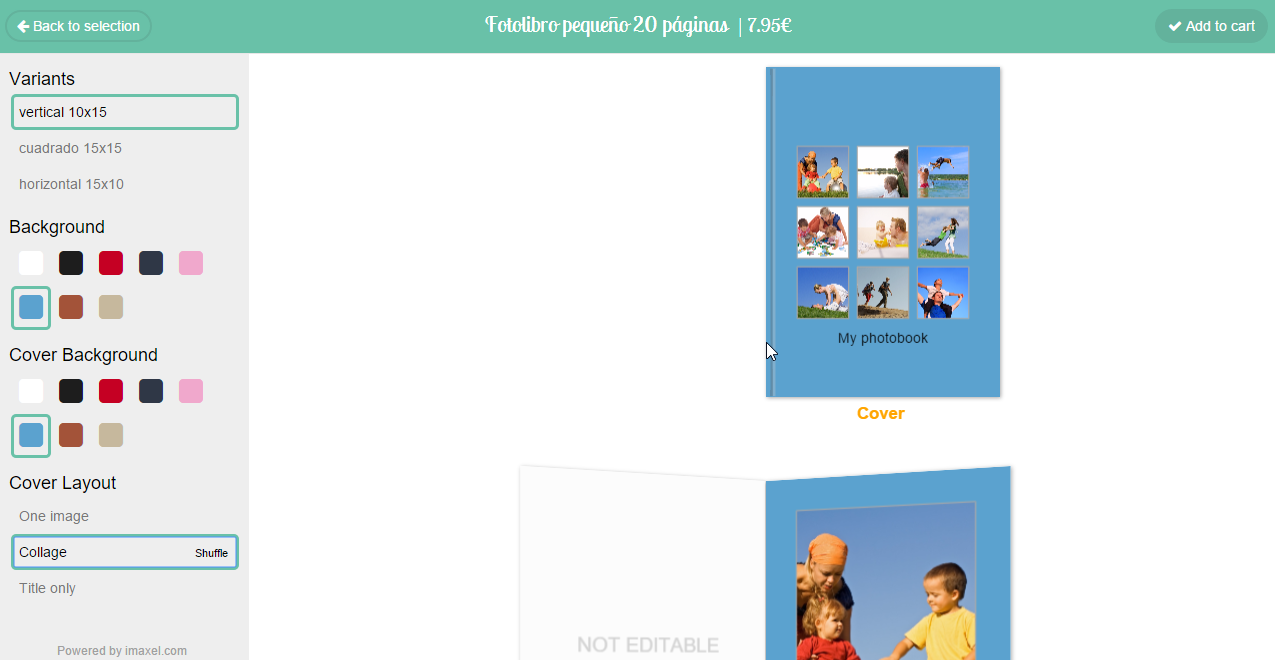 Back to selection
Fotolibro pequeño 20 páginas | 7.95€
Add to cart
Variants
vertical 10x15
cuadrado 15x15
horizontal 15x10
Background
Cover Background
Cover Layout
One image
Collage Shuffle
Title only
Powered by imaxel.com
My photobook
Cover
NOT EDITABLE